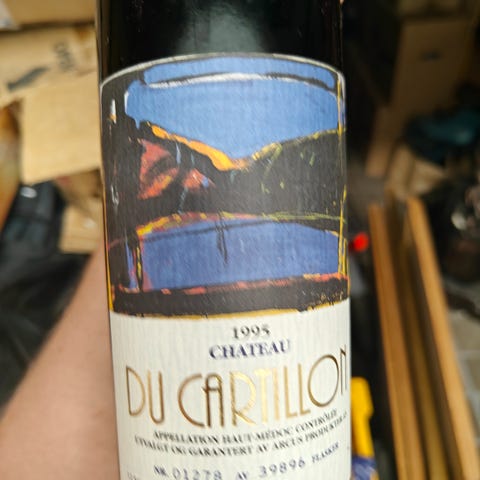 1995
CHATEAU
DU CARTILLON
APPELLATION HAUT-MÉDOC CONTRÔLÉE
UTVALGT OG GARANTERT AV ARCUS PRODUKTER
NR. 01278 AV 39896 FLASKER